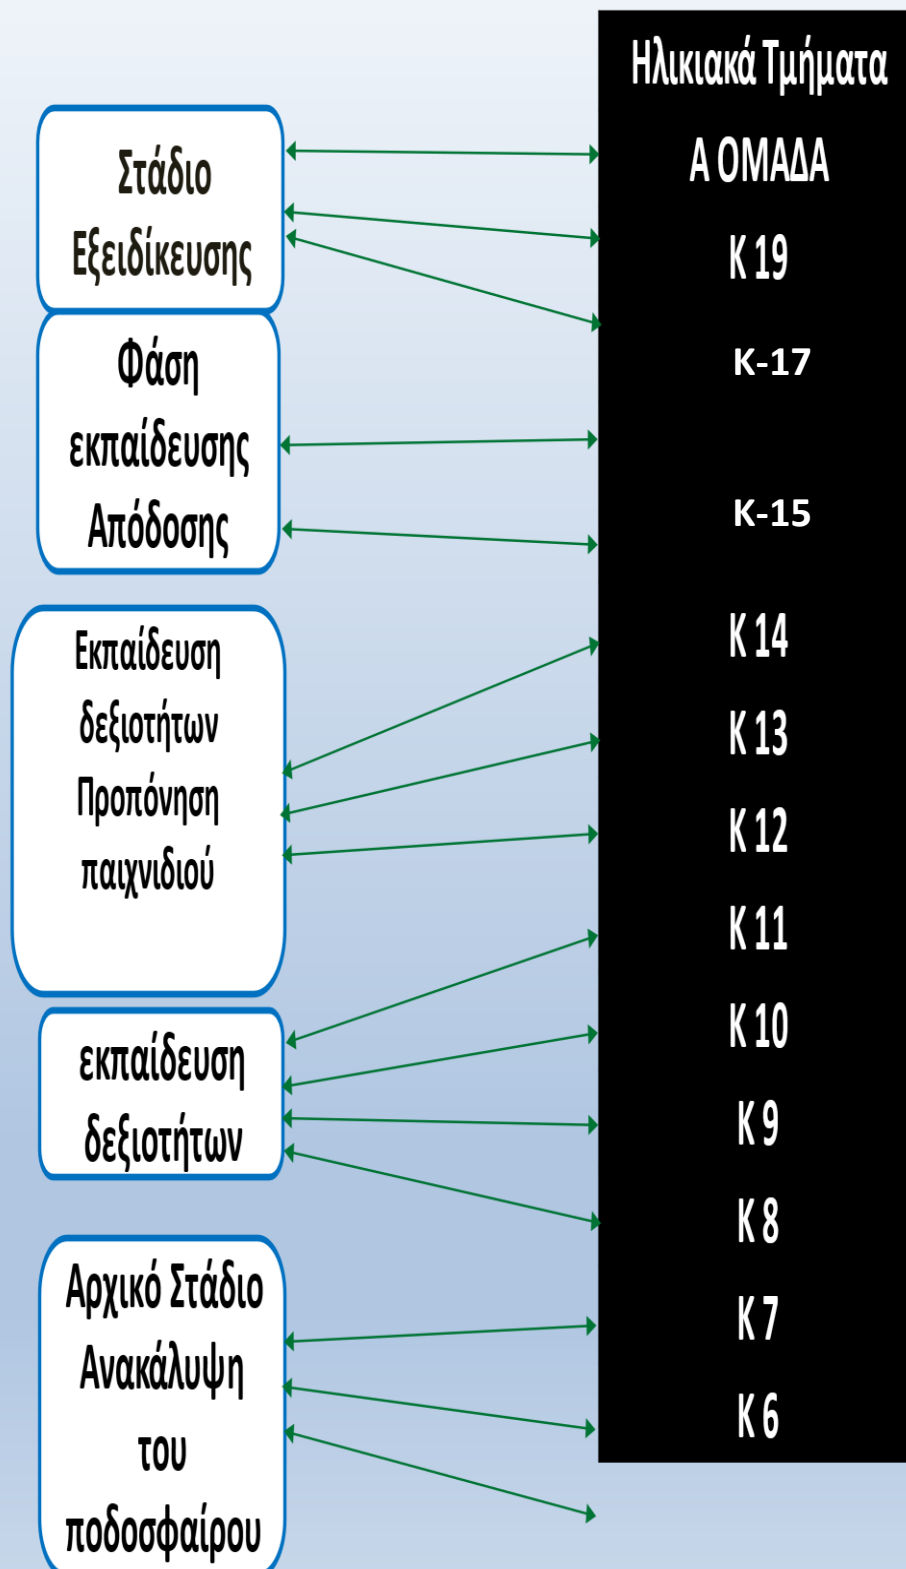 Στάδιο
Εξειδίκευσης
Φάση
εκπαίδευσης
Απόδοσης
Εκπαίδευση
δεξιοτήτων
Προπόνηση
παιχνιδιού
εκπαίδευση
δεξιοτήτων
Αρχικό Στάδιο
Ανακάλυψη
του
ποδοσφαίρου
Ηλικιακά Τμήματα
Α ΟΜΑΔΑ
Κ 19
Κ-17
Κ-15
Κ 14
Κ 13
Κ 12
Κ 11
Κ 10
Κ 9
Κ 8
Κ 7
Κ 6